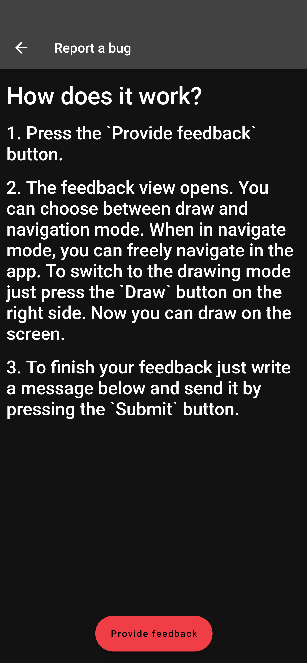 Report a bug
How does it work?
1. Press the `Provide feedback`
button.
2. The feedback view opens. You
can choose between draw and
navigation mode. When in navigate
mode, you can freely navigate in the
app. To switch to the drawing mode
just press the `Draw` button on the
right side. Now you can draw on the
screen.
3. To finish your feedback just write
a message below and send it by
pressing the `Submit` button.
Provide feedback